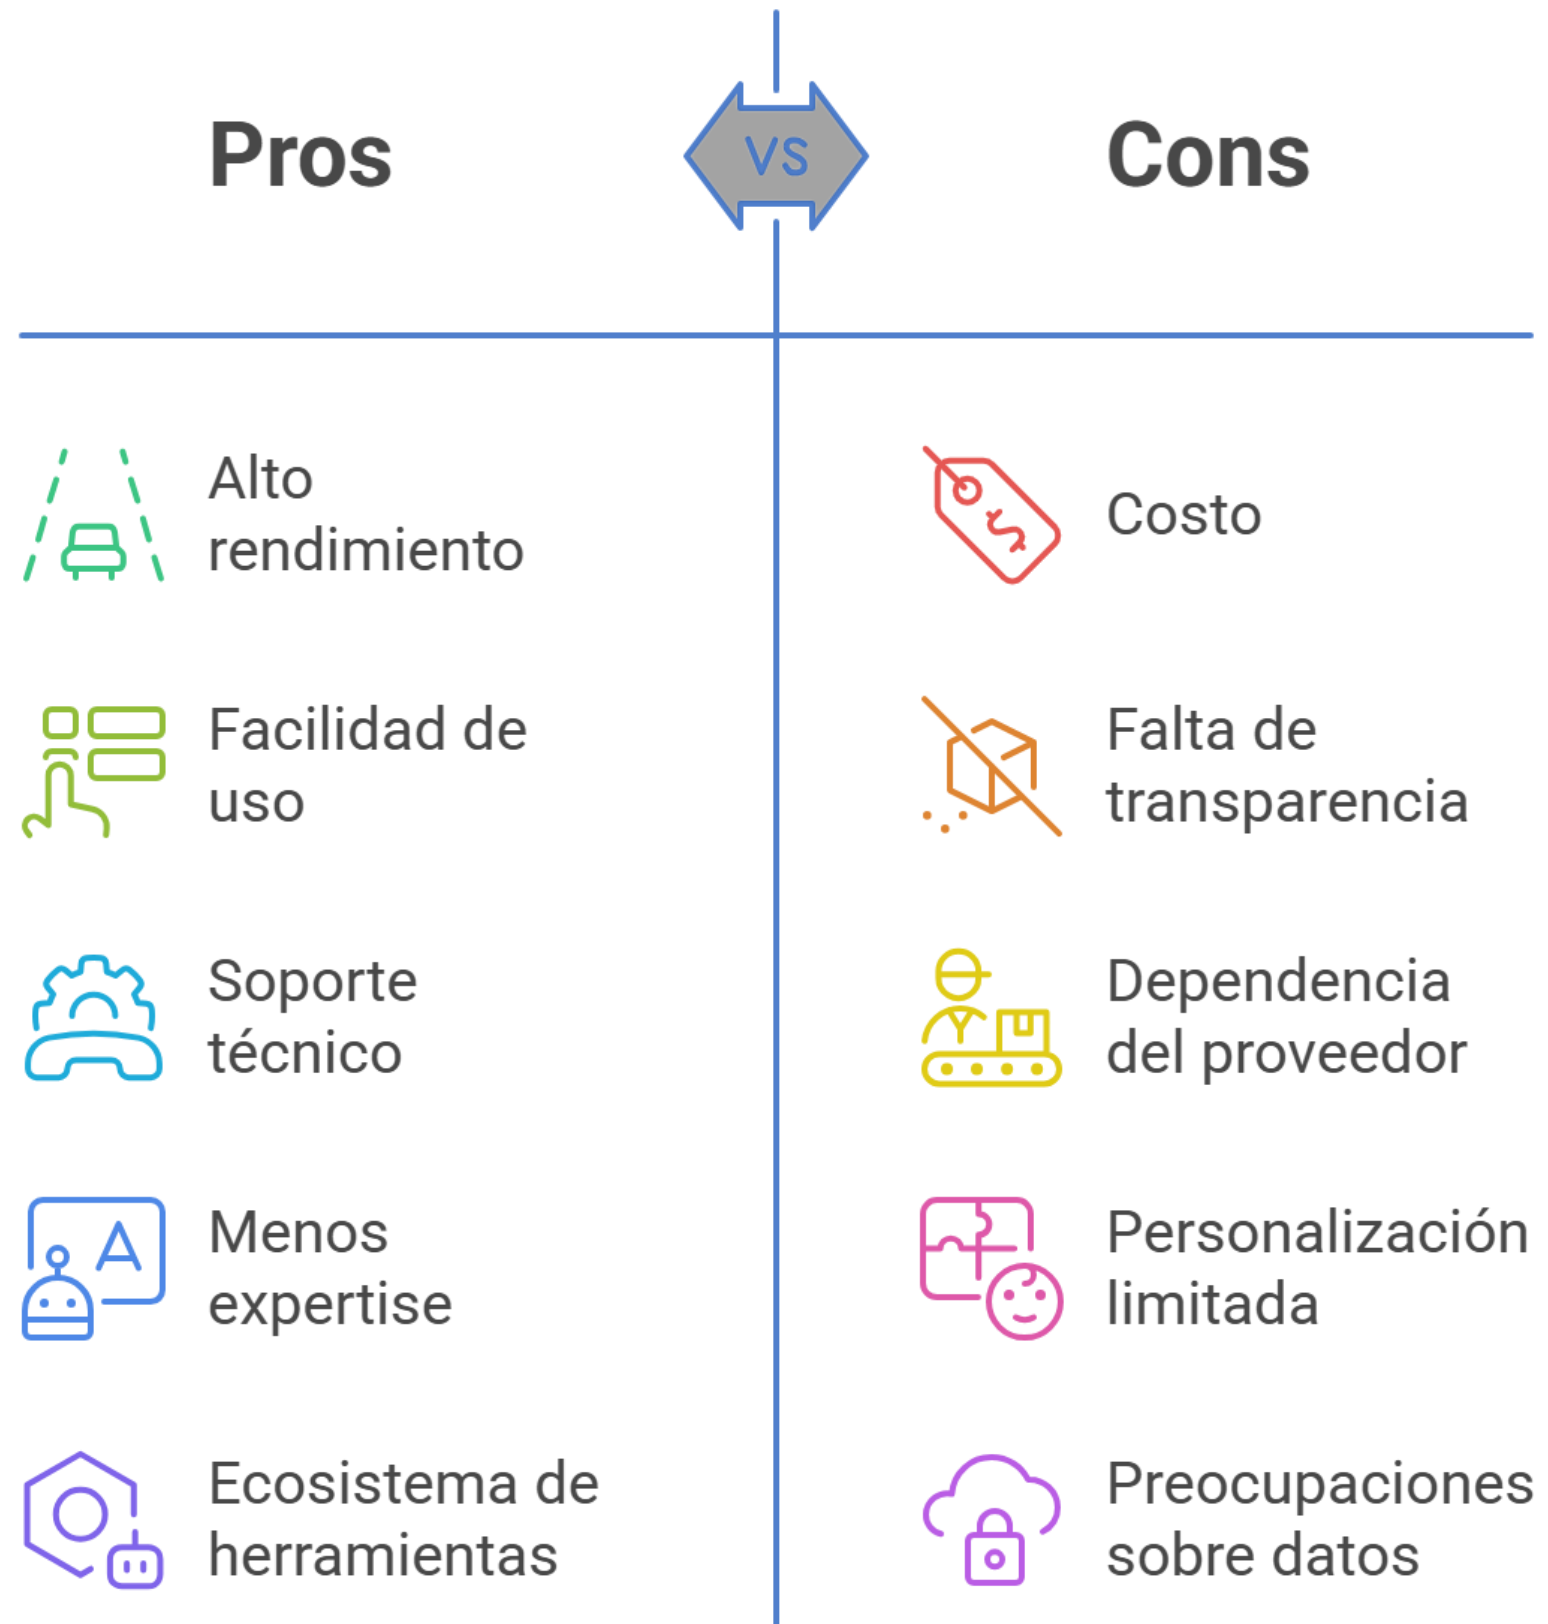 Pros
VS
Cons
Alto
rendimiento
Costo
Facilidad de
uso
Falta de
transparencia
Soporte
técnico
Dependencia
del proveedor
Menos
expertise
A
Personalización
limitada
Ecosistema de
herramientas
Preocupaciones
sobre datos